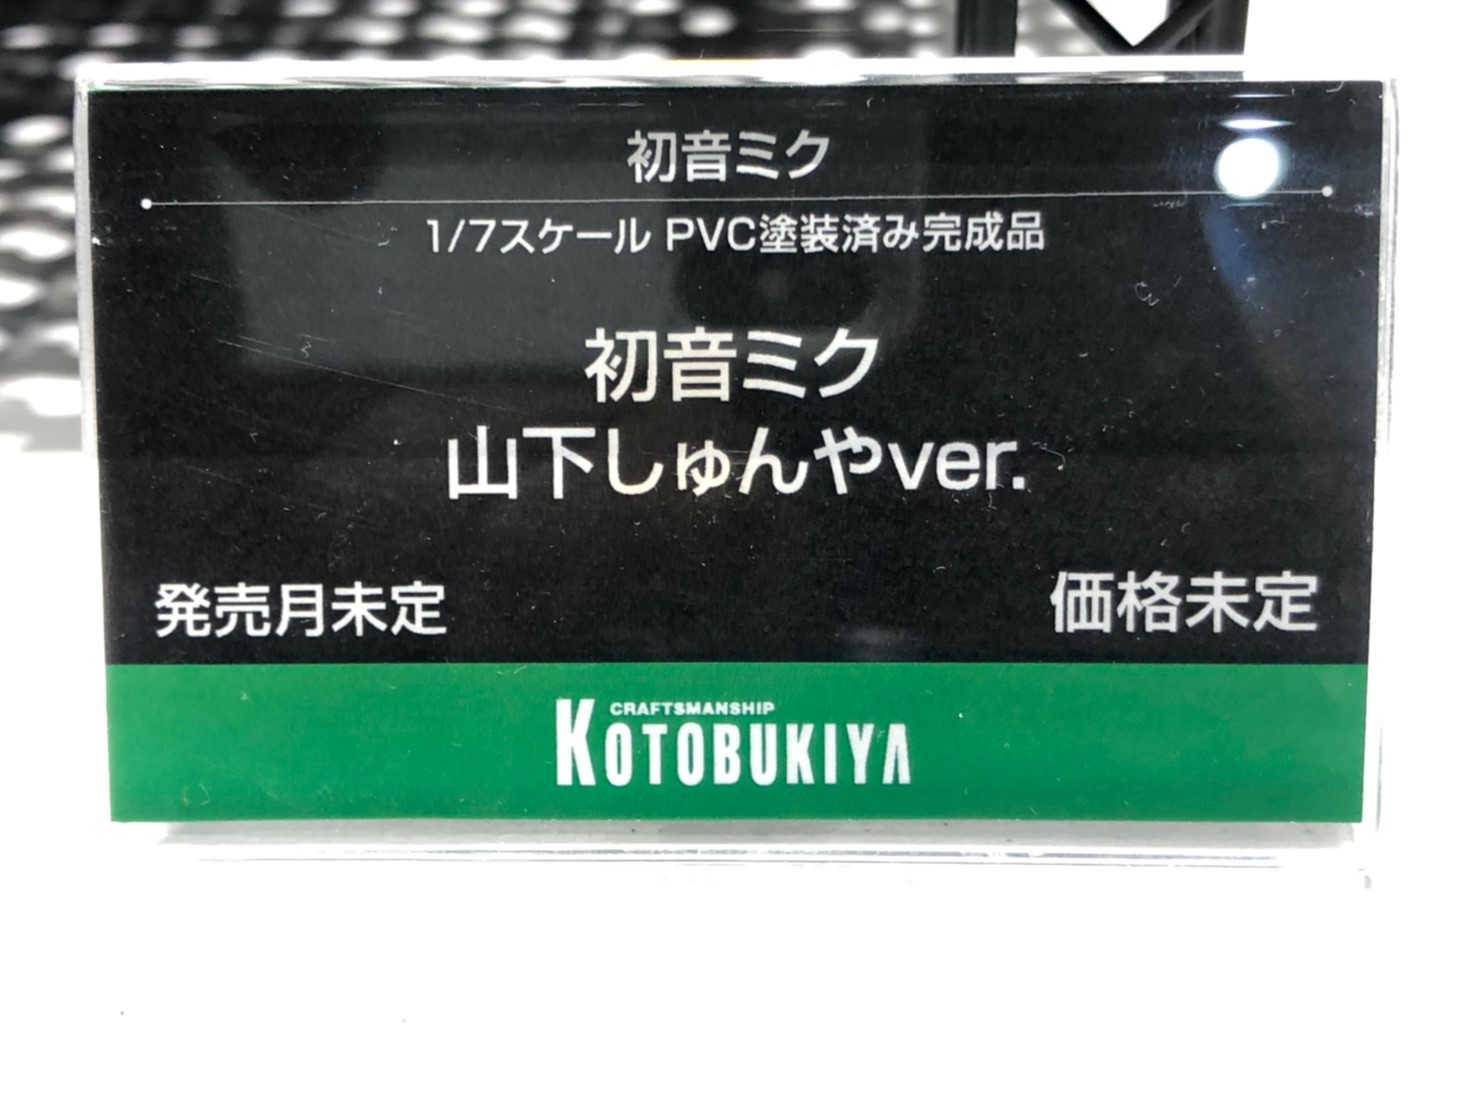 初音ミク
1/7スケール PVC塗装済み完成品
初音ミク
山下しゅんやver.
発売月未定
価格未定
CRAFTSMANSHIP
KOTOBUKIYA